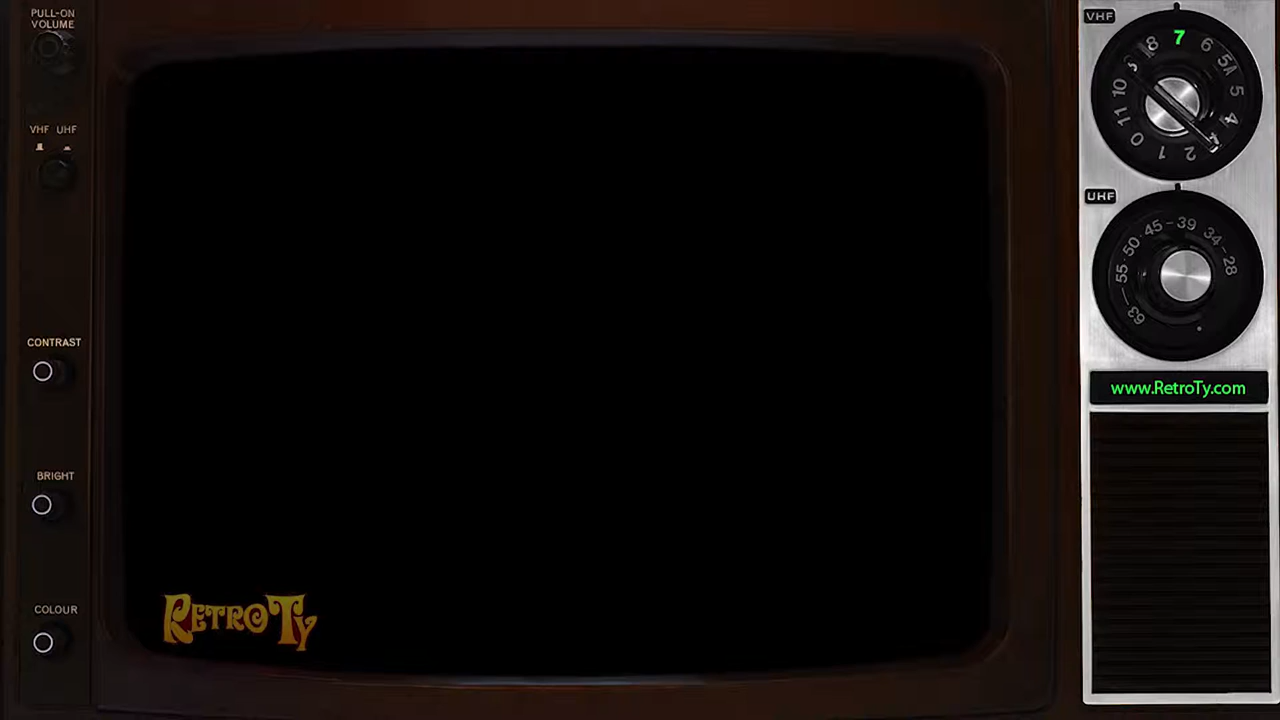 PULL-ON
VOLUME
VHF UHF
CONTRAST
BRIGHT
COLOUR
RETROTY
VHF
0 1 2 4 5 5A 6 7 8 9 10 11
UHF
63 — 55 · 50 · 45 - 39 · 34 - 28
www.RetroTy.com